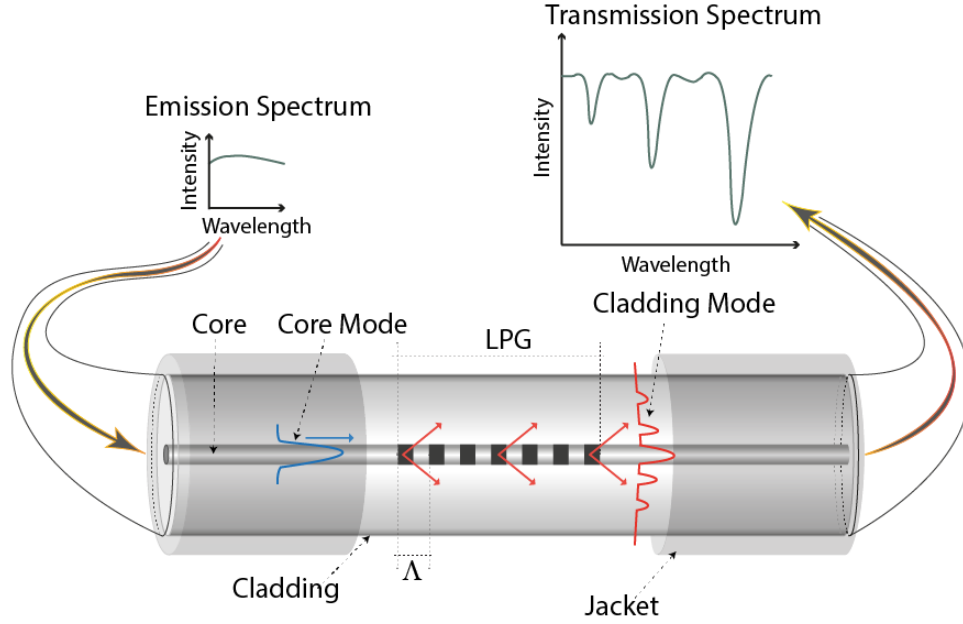 Transmission Spectrum
Intensity
Wavelength
Emission Spectrum
Intensity
Wavelength
Core
Core Mode
LPG
Cladding Mode
Cladding
Λ
Jacket